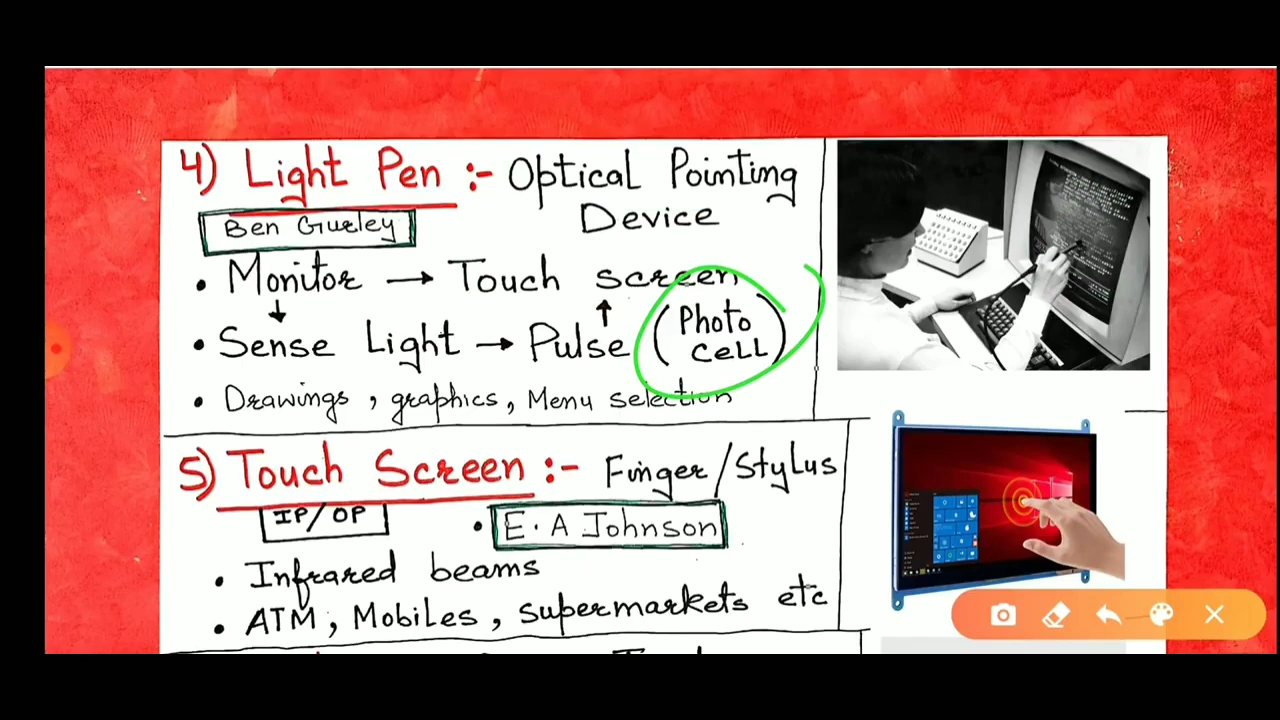 4) Light Pen :- Optical Pointing
Device
Ben Gurley
• Monitor → Touch screen
↓ ↑
• Sense Light → Pulse (Photo
Cell)
• Drawings, graphics, Menu selection
5) Touch Screen :- Finger/Stylus
IP/OP • E. A Johnson
• Infrared beams
• ATM, Mobiles, supermarkets etc